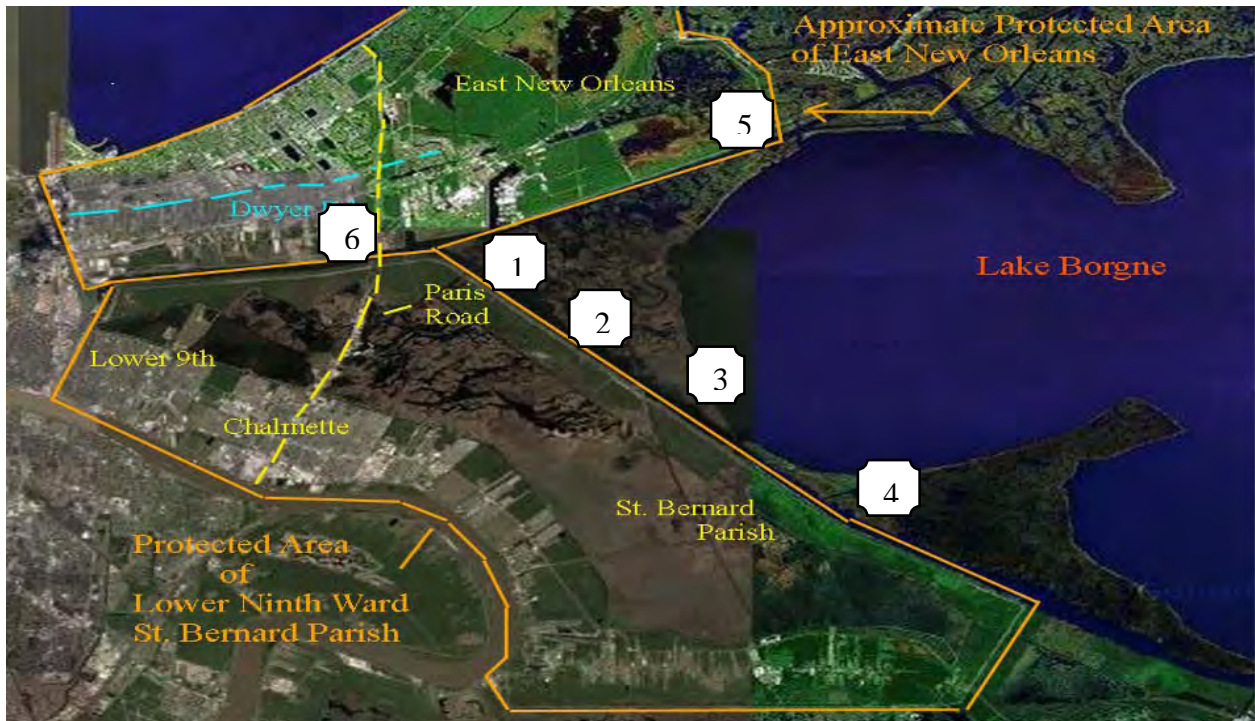 Approximate Protected Area
of East New Orleans
East New Orleans
5
Dwyer
6
1
Lake Borgne
Paris
Road
2
Lower 9th
3
Chalmette
4
St. Bernard
Parish
Protected Area
of
Lower Ninth Ward
St. Bernard Parish